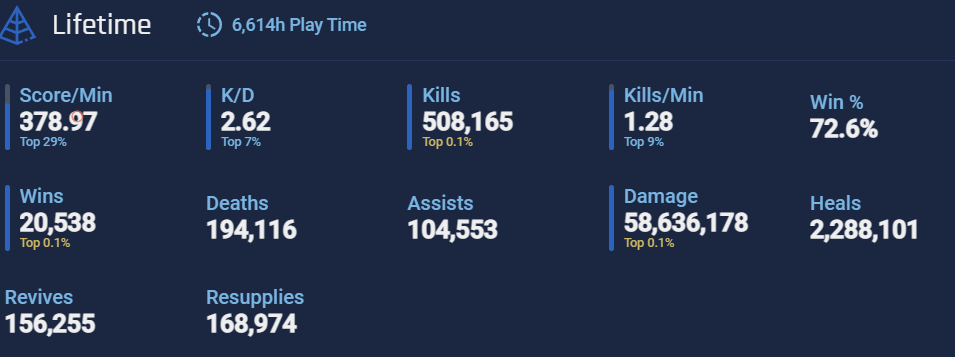 Lifetime
6,614h Play Time
Score/Min
378.97
Top 29%
K/D
2.62
Top 7%
Kills
508,165
Top 0.1%
Kills/Min
1.28
Top 9%
Win %
72.6%
Wins
20,538
Top 0.1%
Deaths
194,116
Assists
104,553
Damage
58,636,178
Top 0.1%
Heals
2,288,101
Revives
156,255
Resupplies
168,974